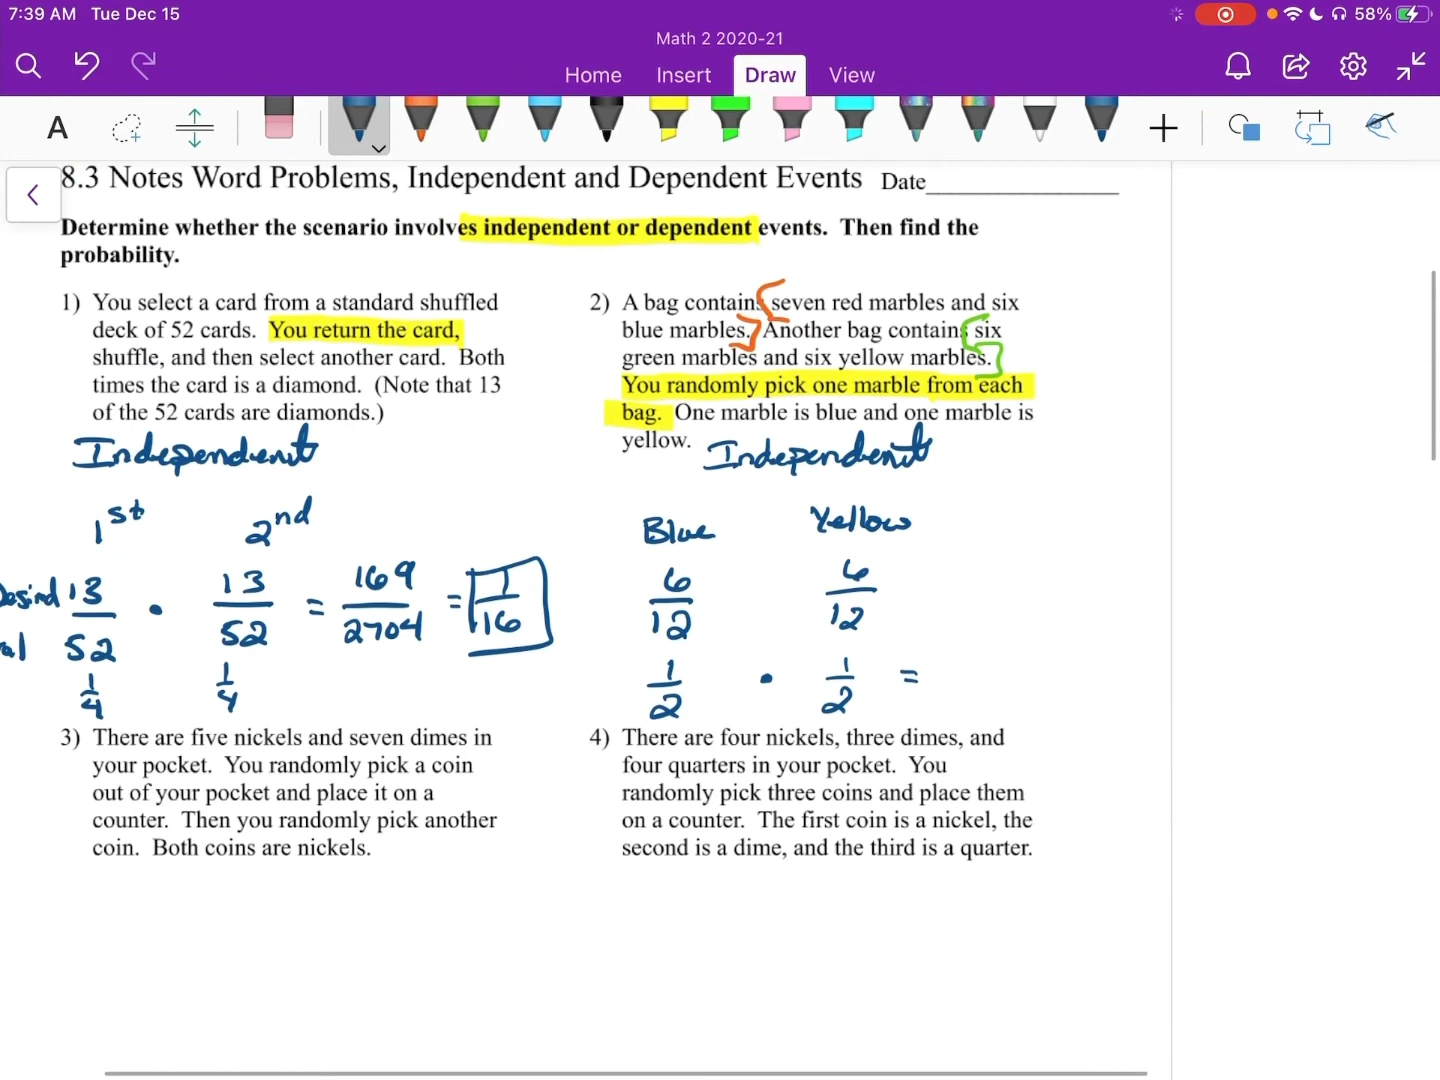 7:39 AM Tue Dec 15
58%
Math 2 2020-21
Home Insert Draw View
A
8.3 Notes Word Problems, Independent and Dependent Events Date
Determine whether the scenario involves independent or dependent events. Then find the
probability.
1) You select a card from a standard shuffled
deck of 52 cards. You return the card,
shuffle, and then select another card. Both
times the card is a diamond. (Note that 13
of the 52 cards are diamonds.)
Independent
1st 2nd
13/52 · 13/52 = 169/2704 = 1/16
1/4 1/4
2) A bag contains seven red marbles and six
blue marbles. Another bag contains six
green marbles and six yellow marbles.
You randomly pick one marble from each
bag. One marble is blue and one marble is
yellow.
Independent
Blue Yellow
6/12 6/12
1/2 · 1/2 =
3) There are five nickels and seven dimes in
your pocket. You randomly pick a coin
out of your pocket and place it on a
counter. Then you randomly pick another
coin. Both coins are nickels.
4) There are four nickels, three dimes, and
four quarters in your pocket. You
randomly pick three coins and place them
on a counter. The first coin is a nickel, the
second is a dime, and the third is a quarter.